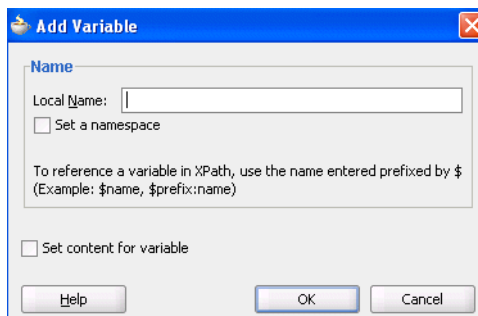 Add Variable
Name
Local Name:
Set a namespace
To reference a variable in XPath, use the name entered prefixed by $
(Example: $name, $prefix:name)
Set content for variable
Help
OK
Cancel